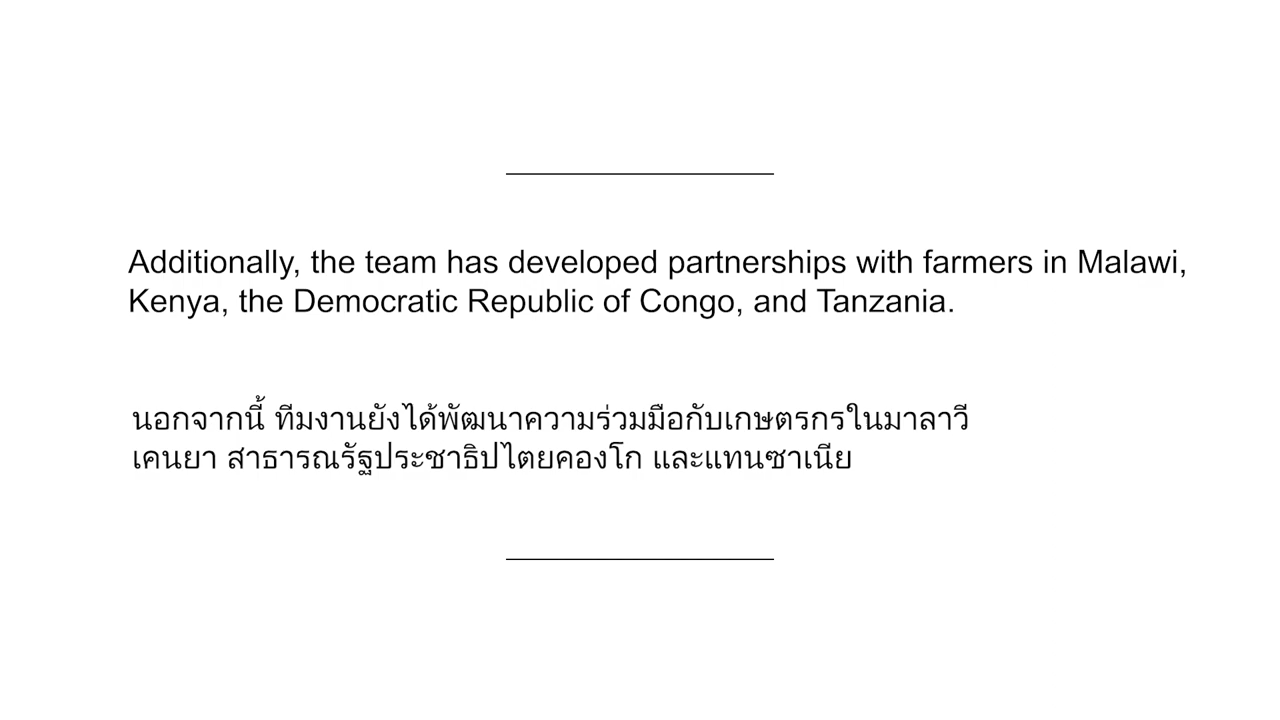 Additionally, the team has developed partnerships with farmers in Malawi,
Kenya, the Democratic Republic of Congo, and Tanzania.
นอกจากนี้ ทีมงานยังได้พัฒนาความร่วมมือกับเกษตรกรในมาลาวี
เคนยา สาธารณรัฐประชาธิปไตยคองโก และแทนซาเนีย